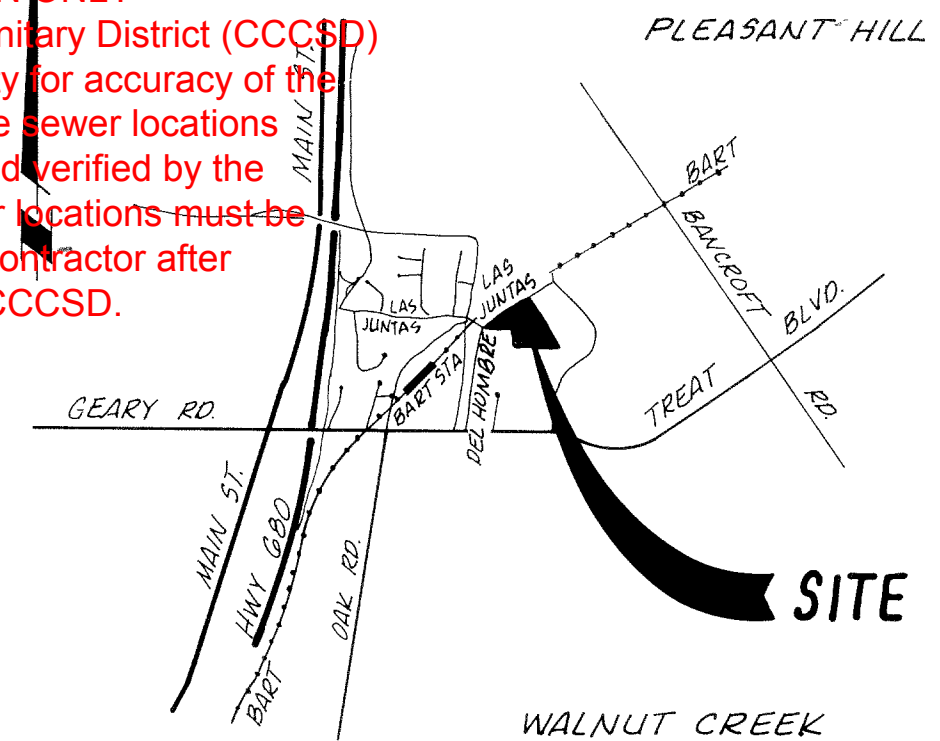 nitary District (CCCSD)
y for accuracy of the
e sewer locations
d verified by the
r locations must be
ontractor after
CCCSD.
PLEASANT HILL
MAIN ST.
BART
BANCROFT
RD.
LAS
JUNTAS
LAS
JUNTAS
BART STA
DEL HOMBRE
TREAT
BLVD.
GEARY RD.
MAIN ST.
HWY 680
OAK RD.
BART
SITE
WALNUT CREEK